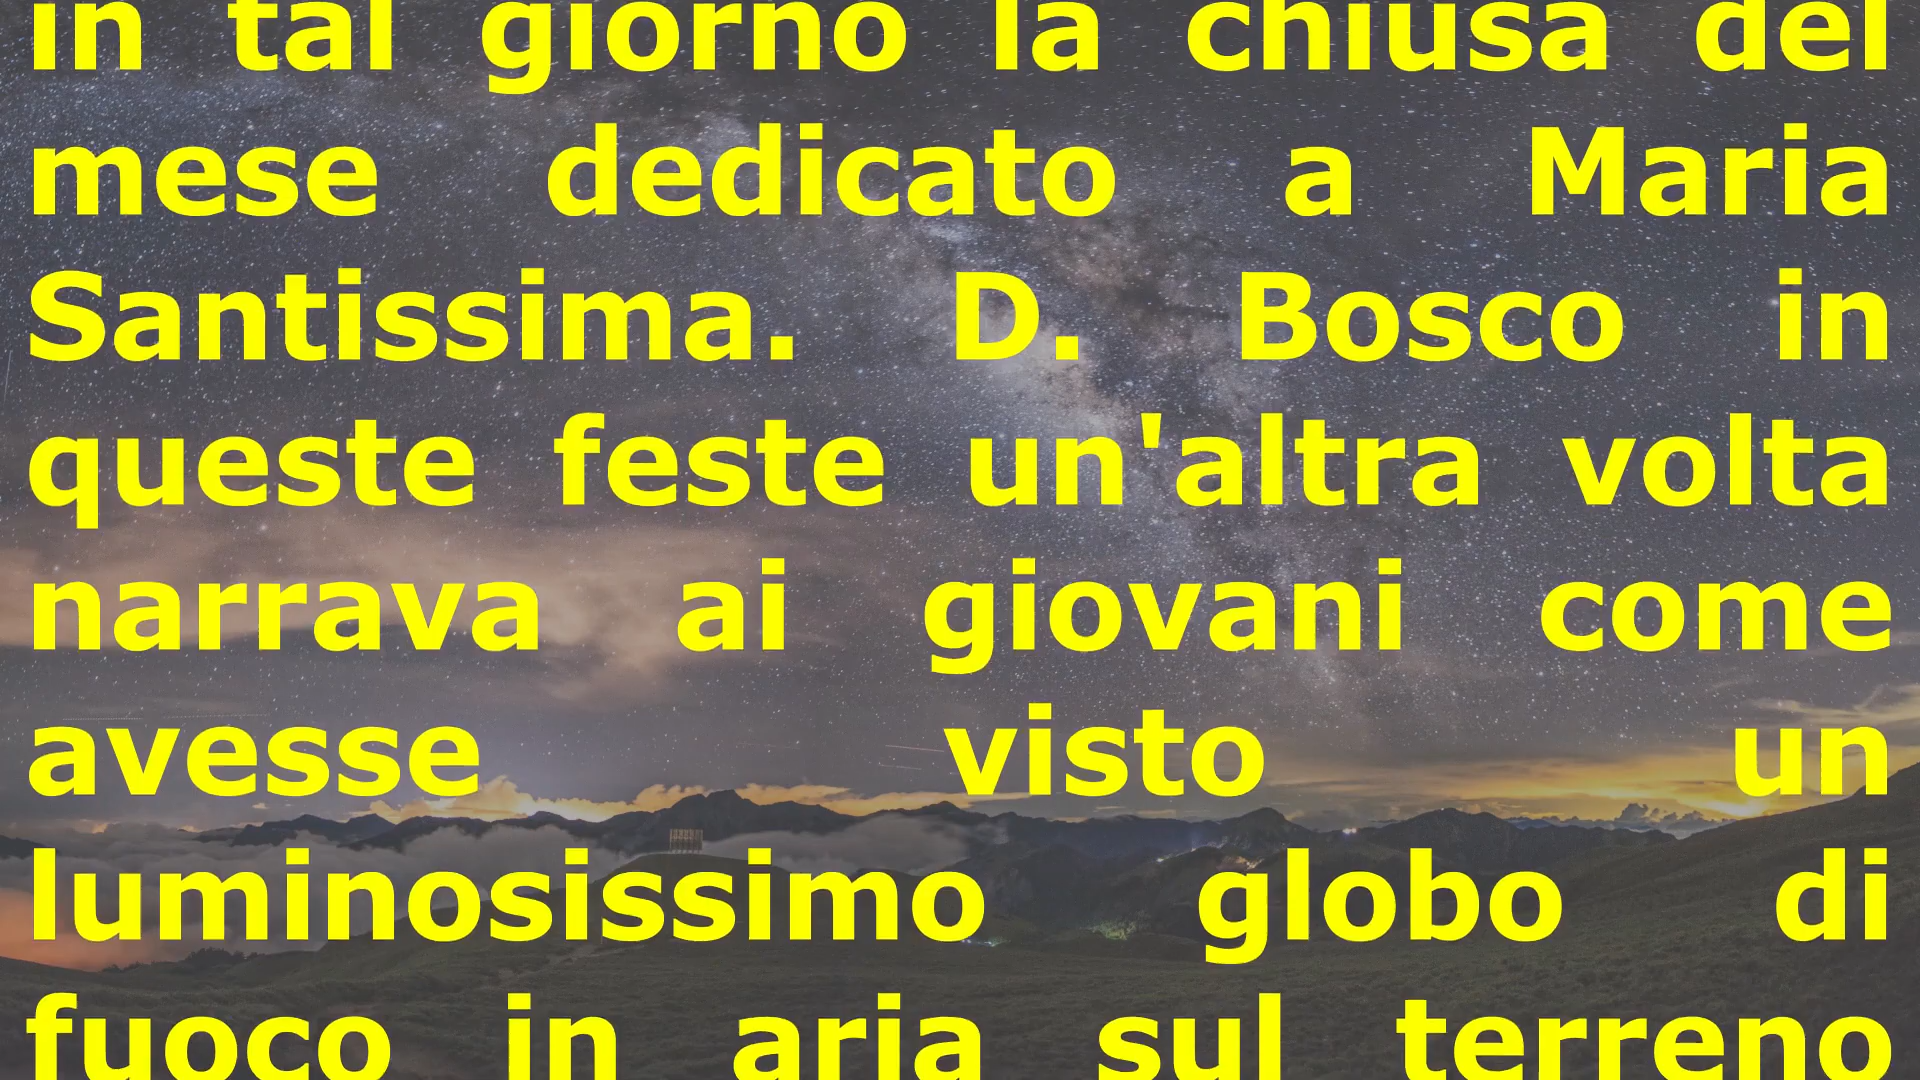 in tal giorno la chiusa del
mese dedicato a Maria
Santissima. D. Bosco in
queste feste un'altra volta
narrava ai giovani come
avesse visto un
luminosissimo globo di
fuoco in aria sul terreno